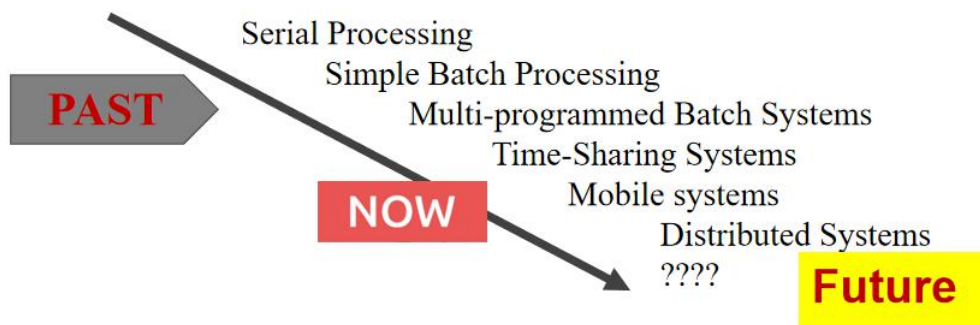 Serial Processing
Simple Batch Processing
PAST
Multi-programmed Batch Systems
Time-Sharing Systems
Mobile systems
NOW
Distributed Systems
????
Future